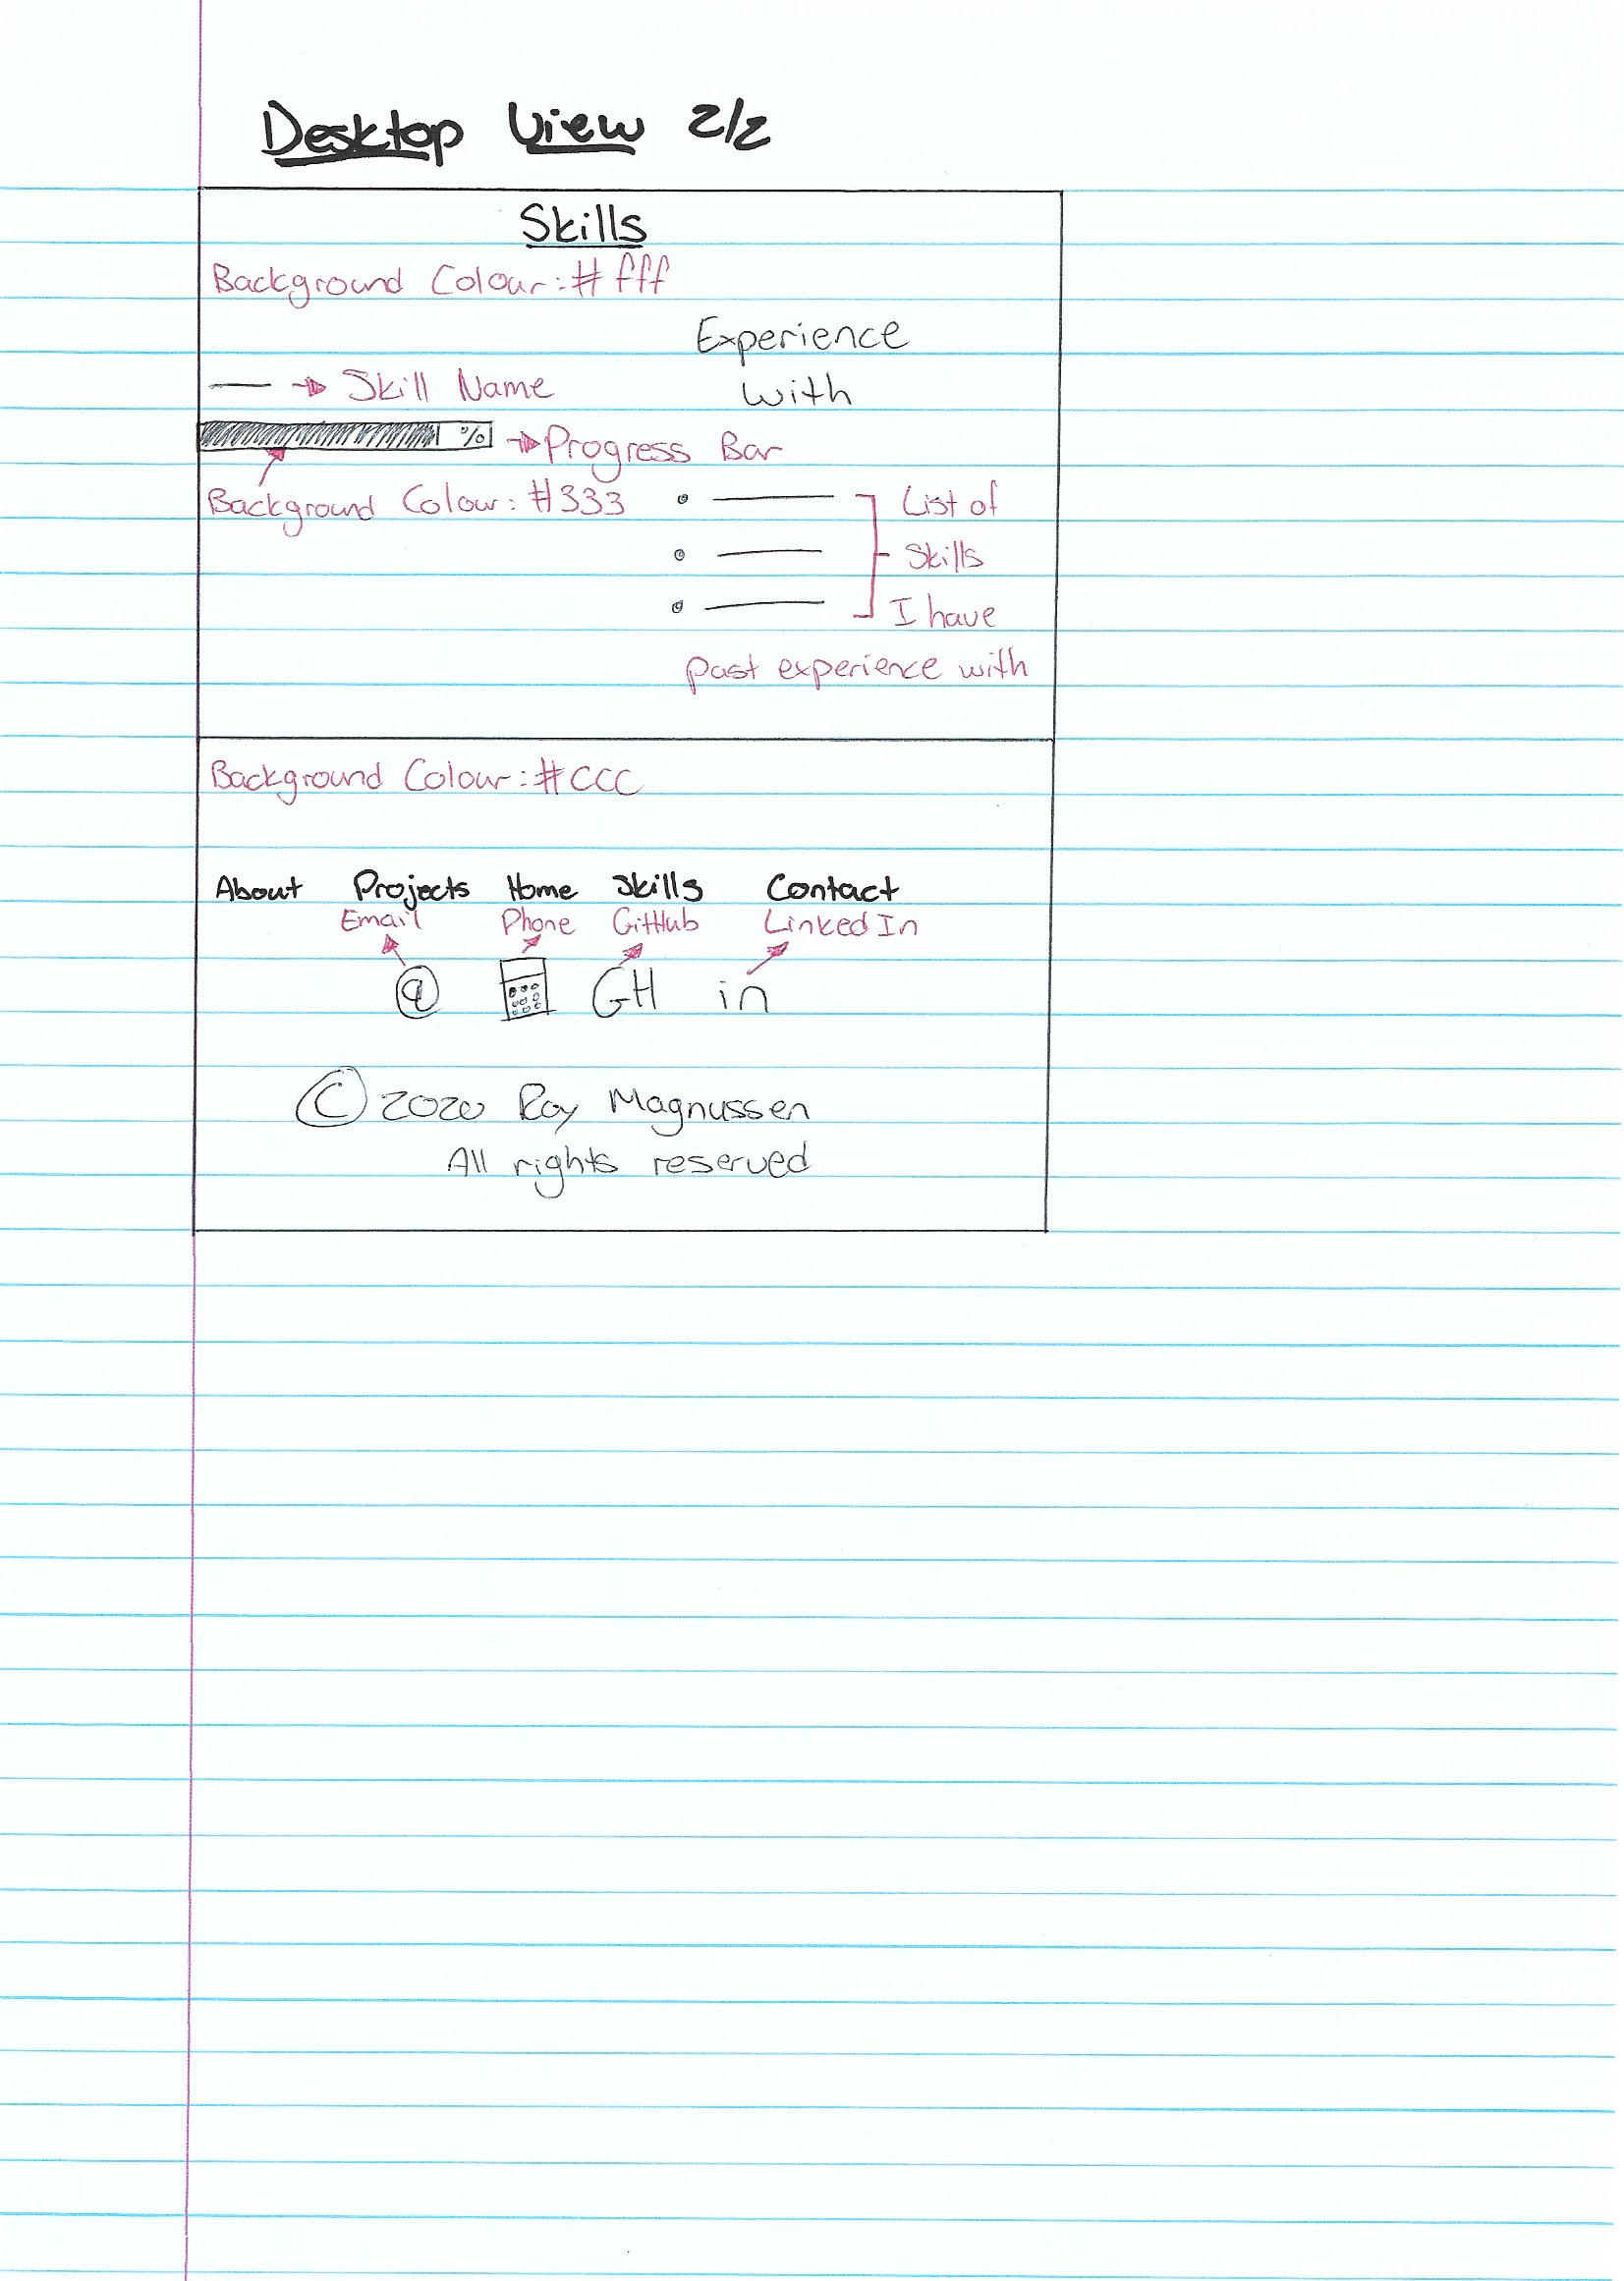 Desktop View 2/2
Skills
Background Colour: #fff
Experience
with
Skill Name
% Progress Bar
Background Colour: #333
List of
Skills
I have
past experience with
Background Colour: #CCC
About Projects Home Skills Contact
Email Phone GitHub LinkedIn
@ GH in
© 2020 Roy Magnussen
All rights reserved